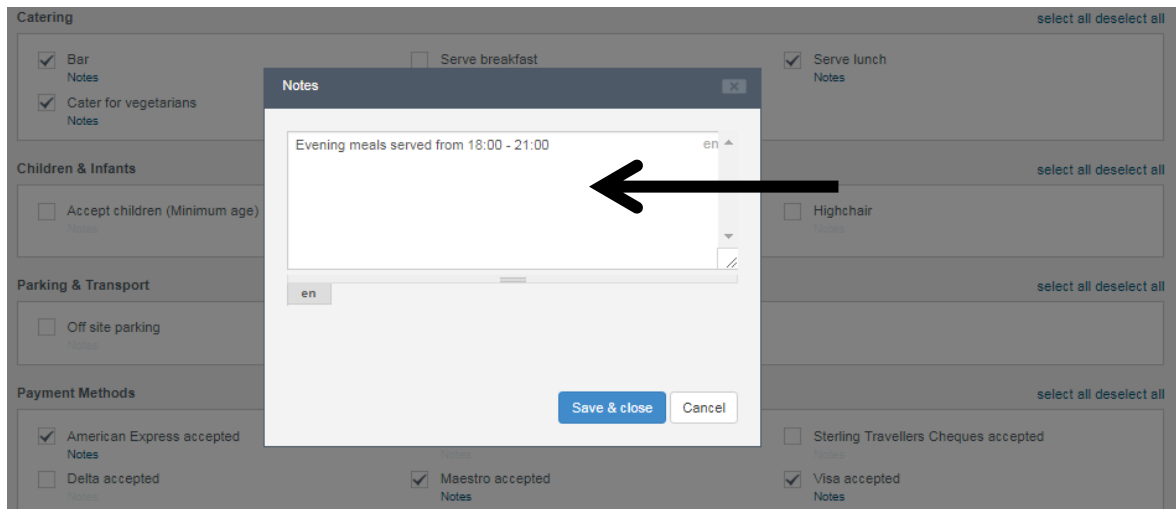 Catering select all deselect all
Bar Serve breakfast Serve lunch
Notes Notes
Cater for vegetarians
Notes
Notes
Evening meals served from 18:00 - 21:00 en
en
Save & close Cancel
Children & Infants select all deselect all
Accept children (Minimum age) Highchair
Notes Notes
Parking & Transport select all deselect all
Off site parking
Notes
Payment Methods select all deselect all
American Express accepted Sterling Travellers Cheques accepted
Notes Notes Notes
Delta accepted Maestro accepted Visa accepted
Notes Notes Notes